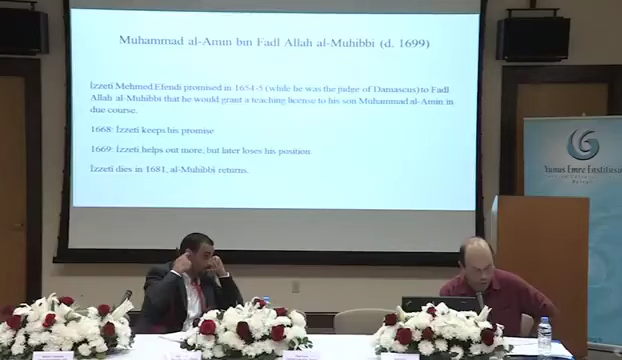 Muhammad al-Amin bin Fadl Allah al-Muhibbi (d. 1699)
İzzeti Mehmed Efendi promised in 1654-5 (while he was the judge of Damascus) to Fadl
Allah al-Muhibbi that he would grant a teaching license to his son Muhammad al-Amin in
due course.
1668: İzzeti keeps his promise
1669: İzzeti helps out more, but later loses his position.
İzzeti dies in 1681, al-Muhibbi returns.
Yunus Emre Enstitüsü